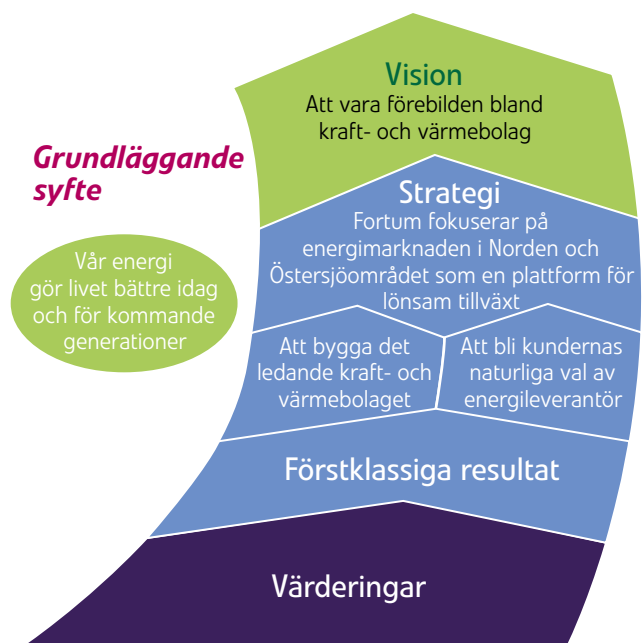 Vision
Att vara förebilden bland
kraft- och värmebolag
Grundläggande
syfte
Vår energi
gör livet bättre idag
och för kommande
generationer
Strategi
Fortum fokuserar på
energimarknaden i Norden och
Östersjöområdet som en plattform för
lönsam tillväxt
Att bygga det
ledande kraft- och
värmebolaget
Att bli kundernas
naturliga val av
energileverantör
Förstklassiga resultat
Värderingar